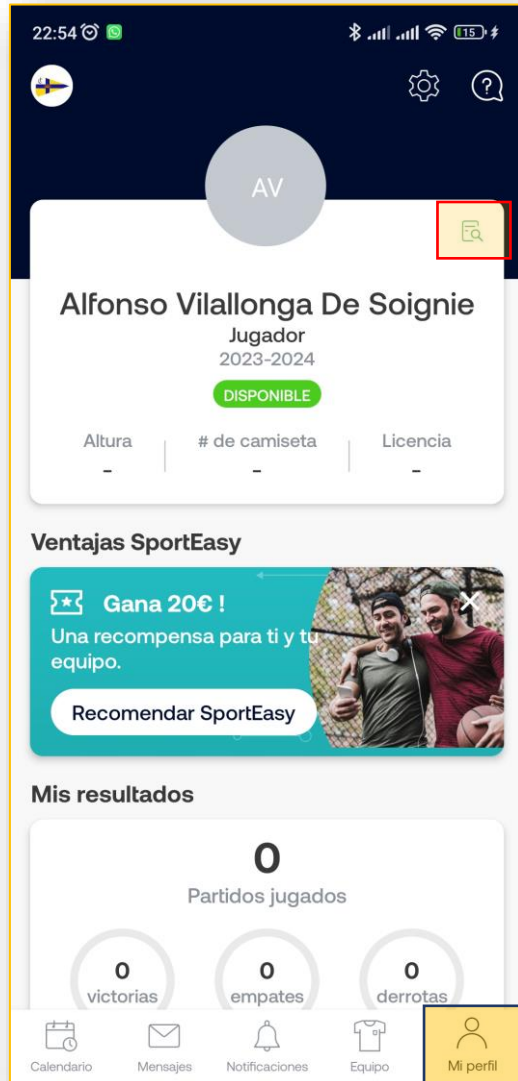 22:54
15
AV
Alfonso Vilallonga De Soignie
Jugador
2023-2024
DISPONIBLE
Altura # de camiseta Licencia
- - -
Ventajas SportEasy
Gana 20€ !
Una recompensa para ti y tu
equipo.
Recomendar SportEasy
Mis resultados
0
Partidos jugados
0 0 0
victorias empates derrotas
Calendario Mensajes Notificaciones Equipo Mi perfil